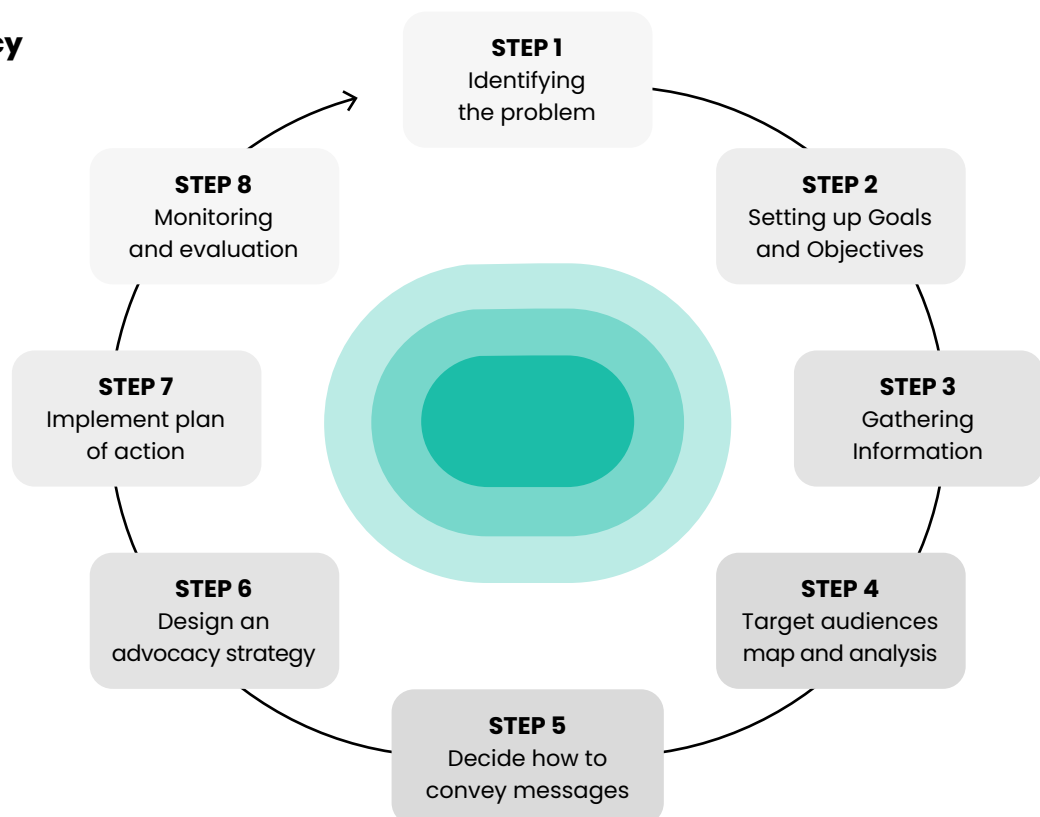 cy
STEP 1
Identifying
the problem
STEP 2
Setting up Goals
and Objectives
STEP 3
Gathering
Information
STEP 4
Target audiences
map and analysis
STEP 5
Decide how to
convey messages
STEP 6
Design an
advocacy strategy
STEP 7
Implement plan
of action
STEP 8
Monitoring
and evaluation